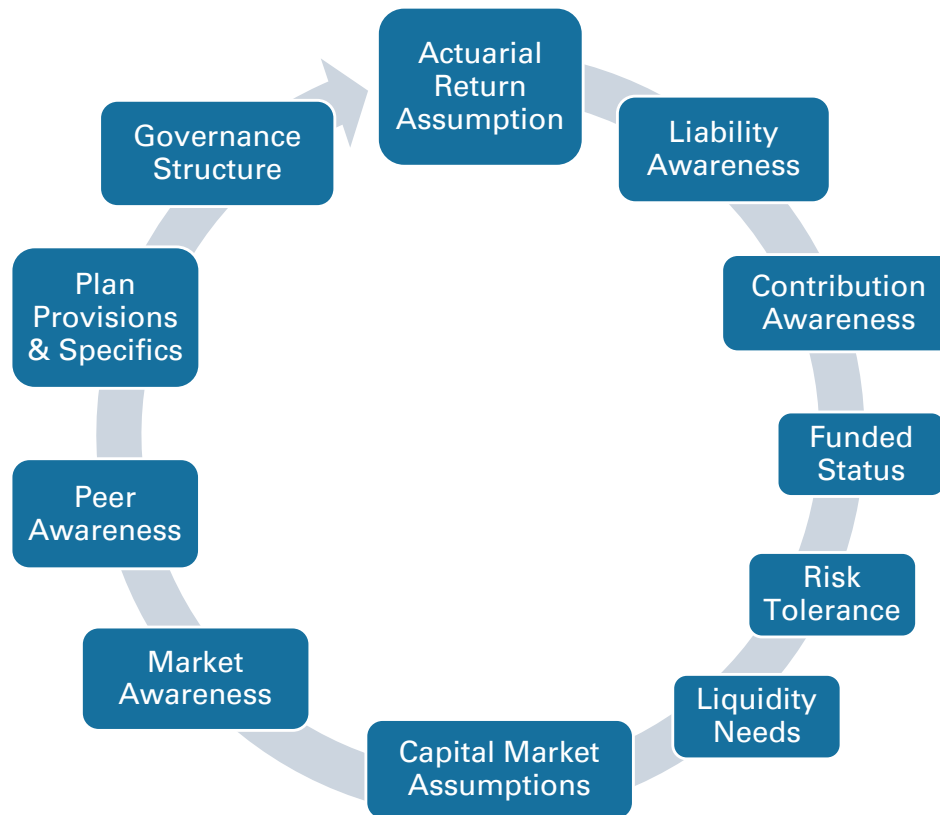 Actuarial
Return
Assumption
Liability
Awareness
Contribution
Awareness
Funded
Status
Risk
Tolerance
Liquidity
Needs
Capital Market
Assumptions
Market
Awareness
Peer
Awareness
Plan
Provisions
& Specifics
Governance
Structure